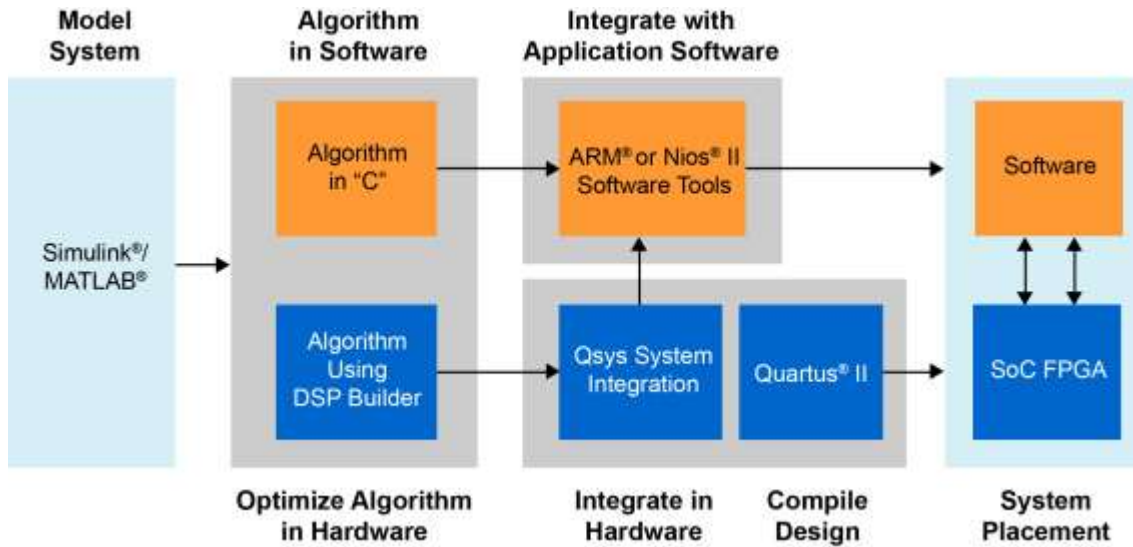 Model
System
Algorithm
in Software
Integrate with
Application Software
Simulink®/
MATLAB®
Algorithm
in “C”
ARM® or Nios® II
Software Tools
Software
Algorithm
Using
DSP Builder
Qsys System
Integration
Quartus® II
SoC FPGA
Optimize Algorithm
in Hardware
Integrate in
Hardware
Compile
Design
System
Placement